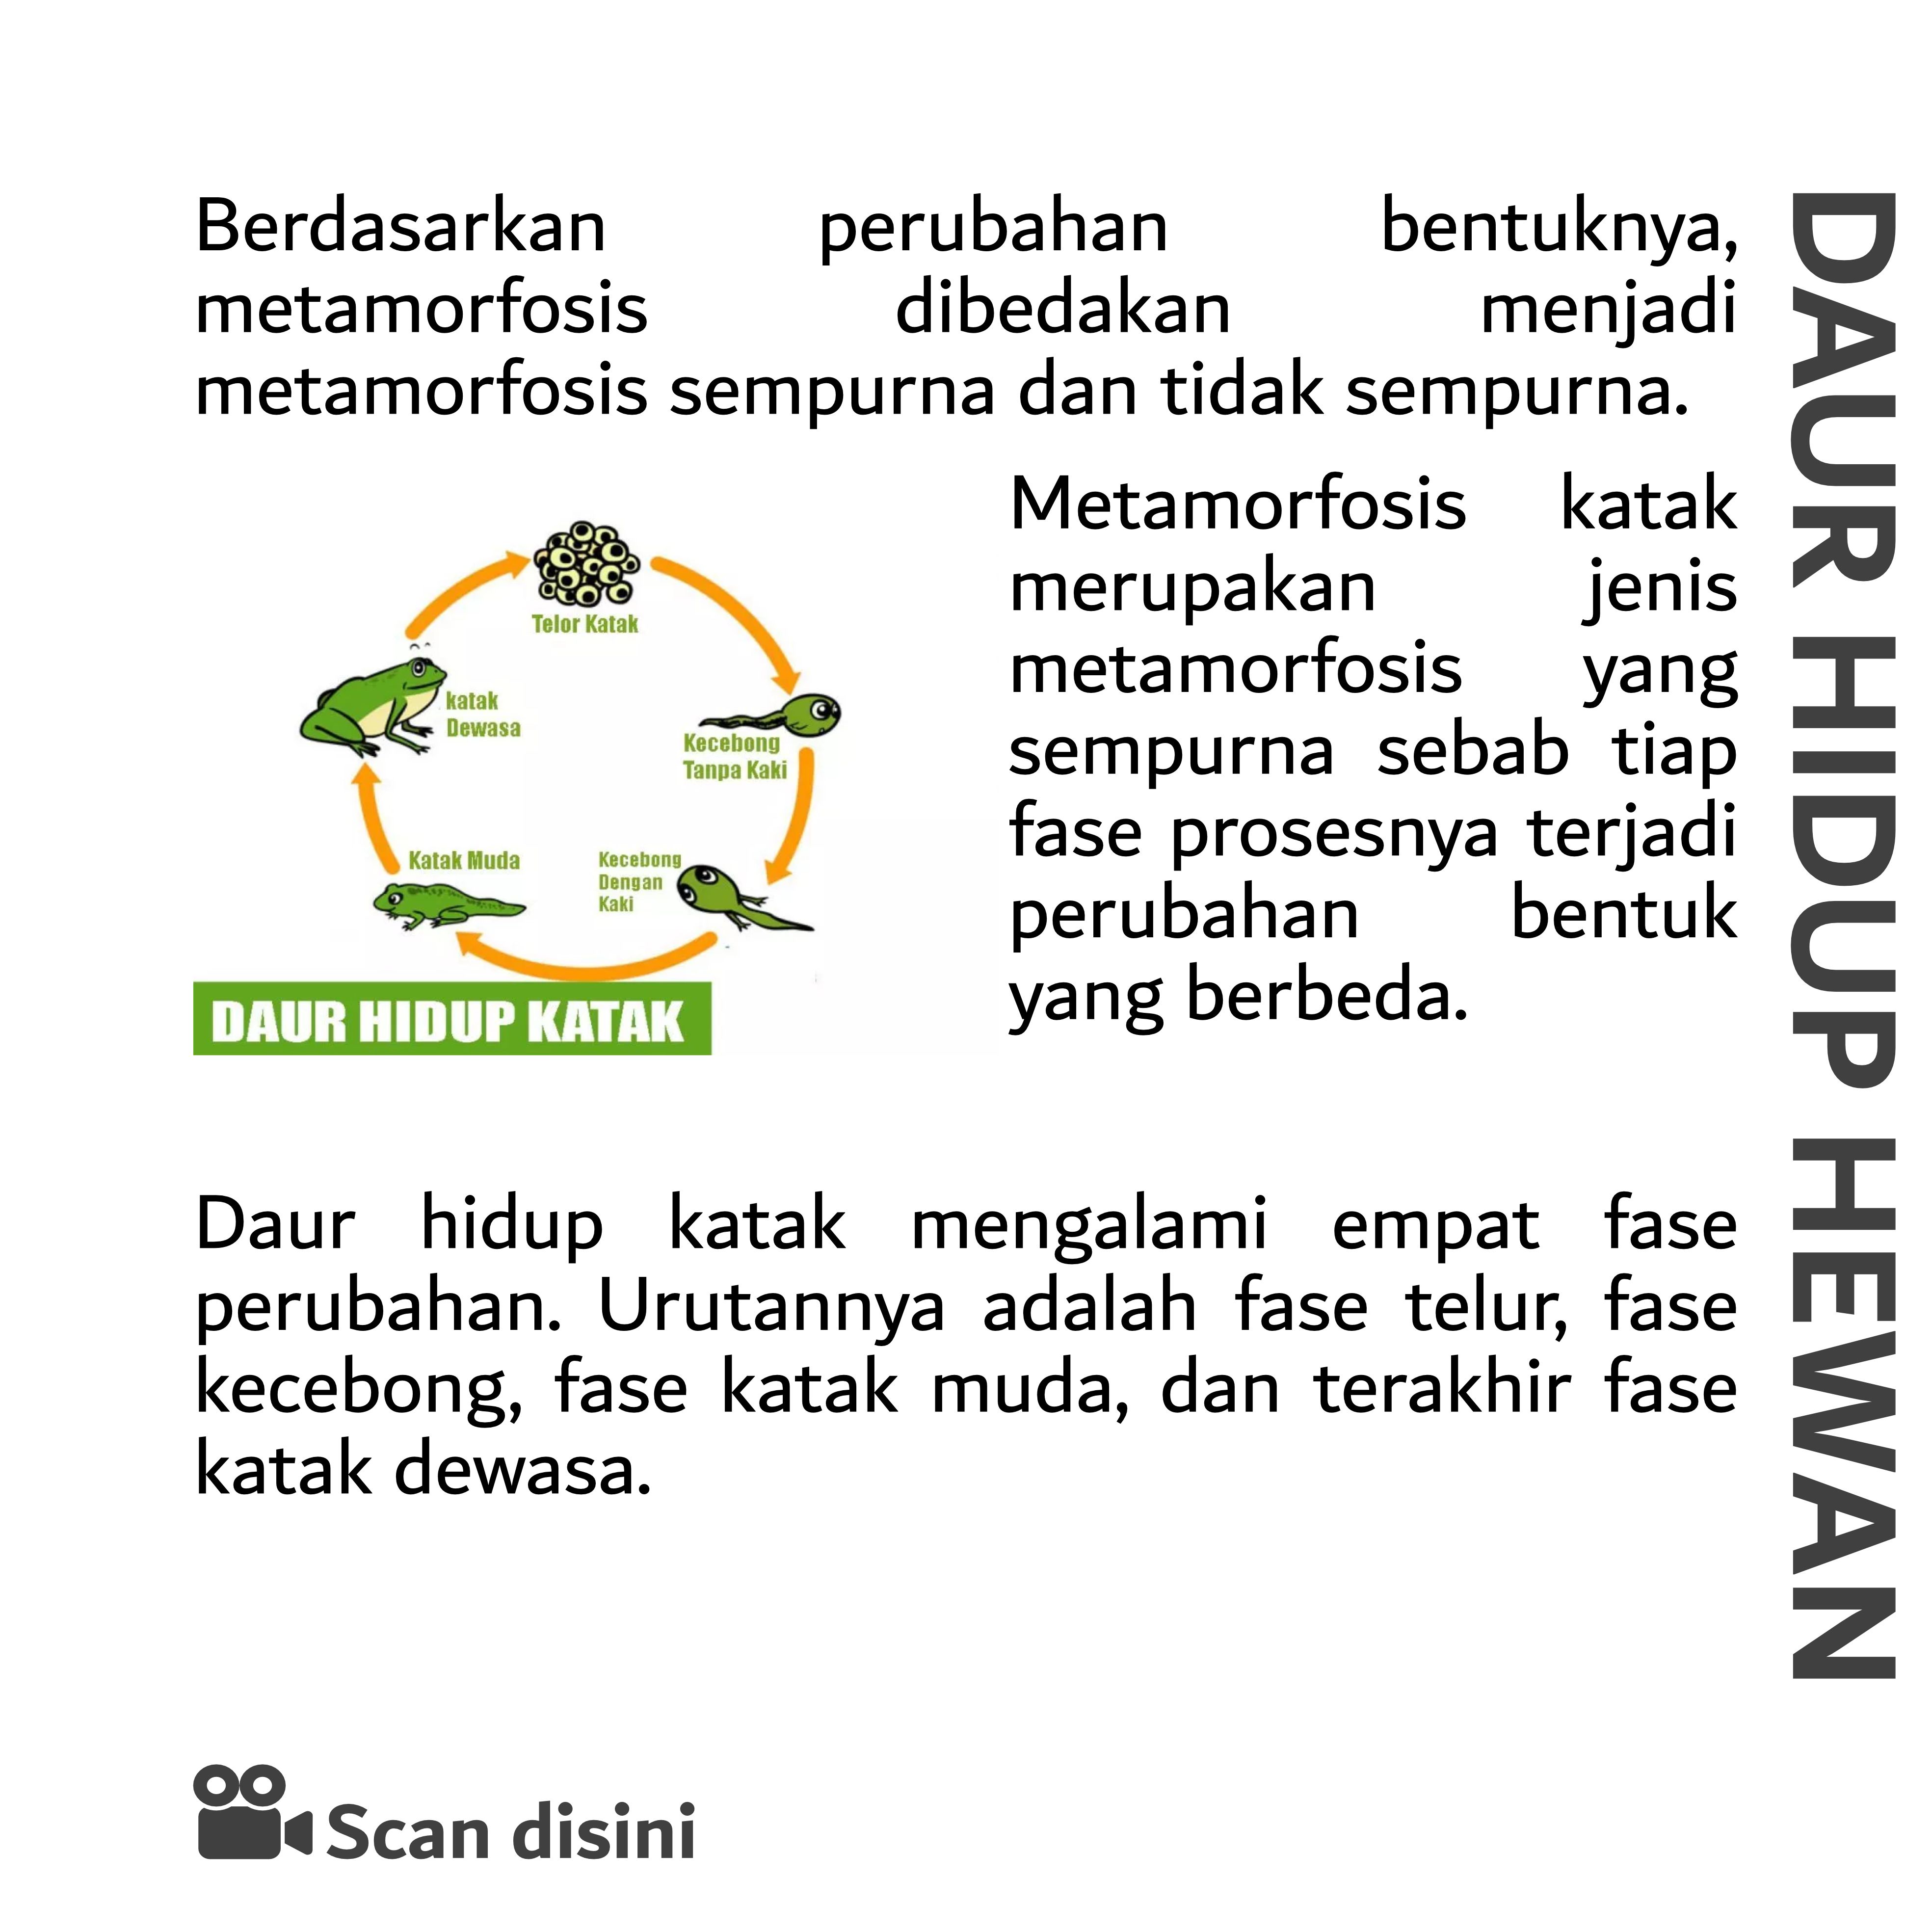 Berdasarkan perubahan bentuknya,
metamorfosis dibedakan menjadi
metamorfosis sempurna dan tidak sempurna.
Telor Katak
katak
Dewasa
Kecebong
Tanpa Kaki
Katak Muda
Kecebong
Dengan
Kaki
DAUR HIDUP KATAK
Metamorfosis katak
merupakan jenis
metamorfosis yang
sempurna sebab tiap
fase prosesnya terjadi
perubahan bentuk
yang berbeda.
Daur hidup katak mengalami empat fase
perubahan. Urutannya adalah fase telur, fase
kecebong, fase katak muda, dan terakhir fase
katak dewasa.
Scan disini
DAUR HIDUP HEWAN